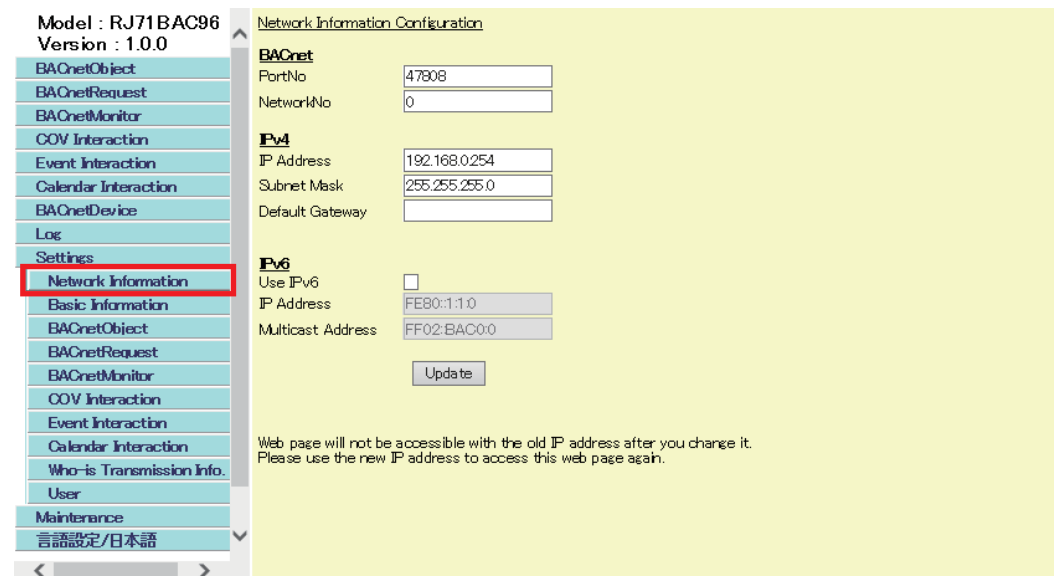 Model : RJ71BAC96
Version : 1.0.0
BACnetObject
BACnetRequest
BACnetMonitor
COV Interaction
Event Interaction
Calendar Interaction
BACnetDevice
Log
Settings
Network Information
Basic Information
BACnetObject
BACnetRequest
BACnetMonitor
COV Interaction
Event Interaction
Calendar Interaction
Who-is Transmission Info.
User
Maintenance
言語設定/日本語
Network Information Configuration
BACnet
PortNo 47808
NetworkNo 0
IPv4
IP Address 192.168.0.254
Subnet Mask 255.255.255.0
Default Gateway
IPv6
Use IPv6
IP Address FE80::1:1:0
Multicast Address FF02::BAC0:0
Update
Web page will not be accessible with the old IP address after you change it.
Please use the new IP address to access this web page again.